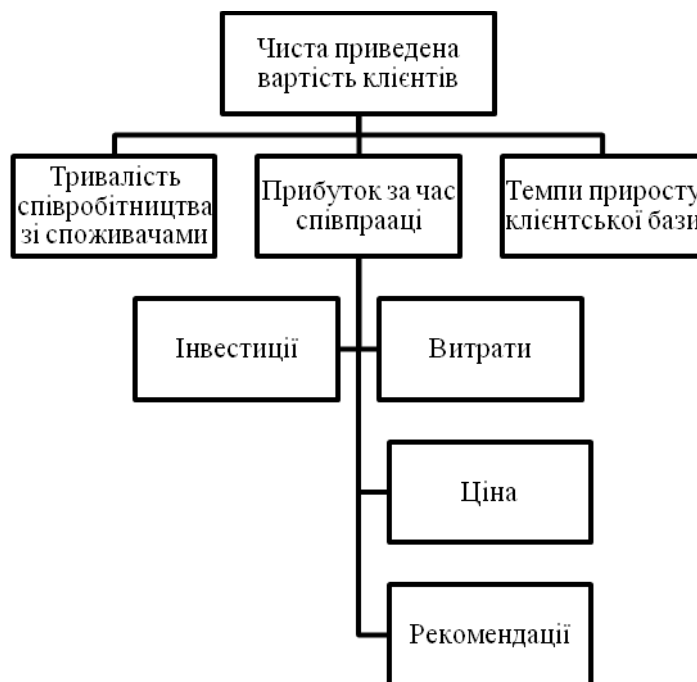 Чиста приведена
вартість клієнтів
Тривалість
співробітництва
зі споживачами
Прибуток за час
співпрааці
Темпи приросту
клієнтської бази
Інвестиції
Витрати
Ціна
Рекомендації